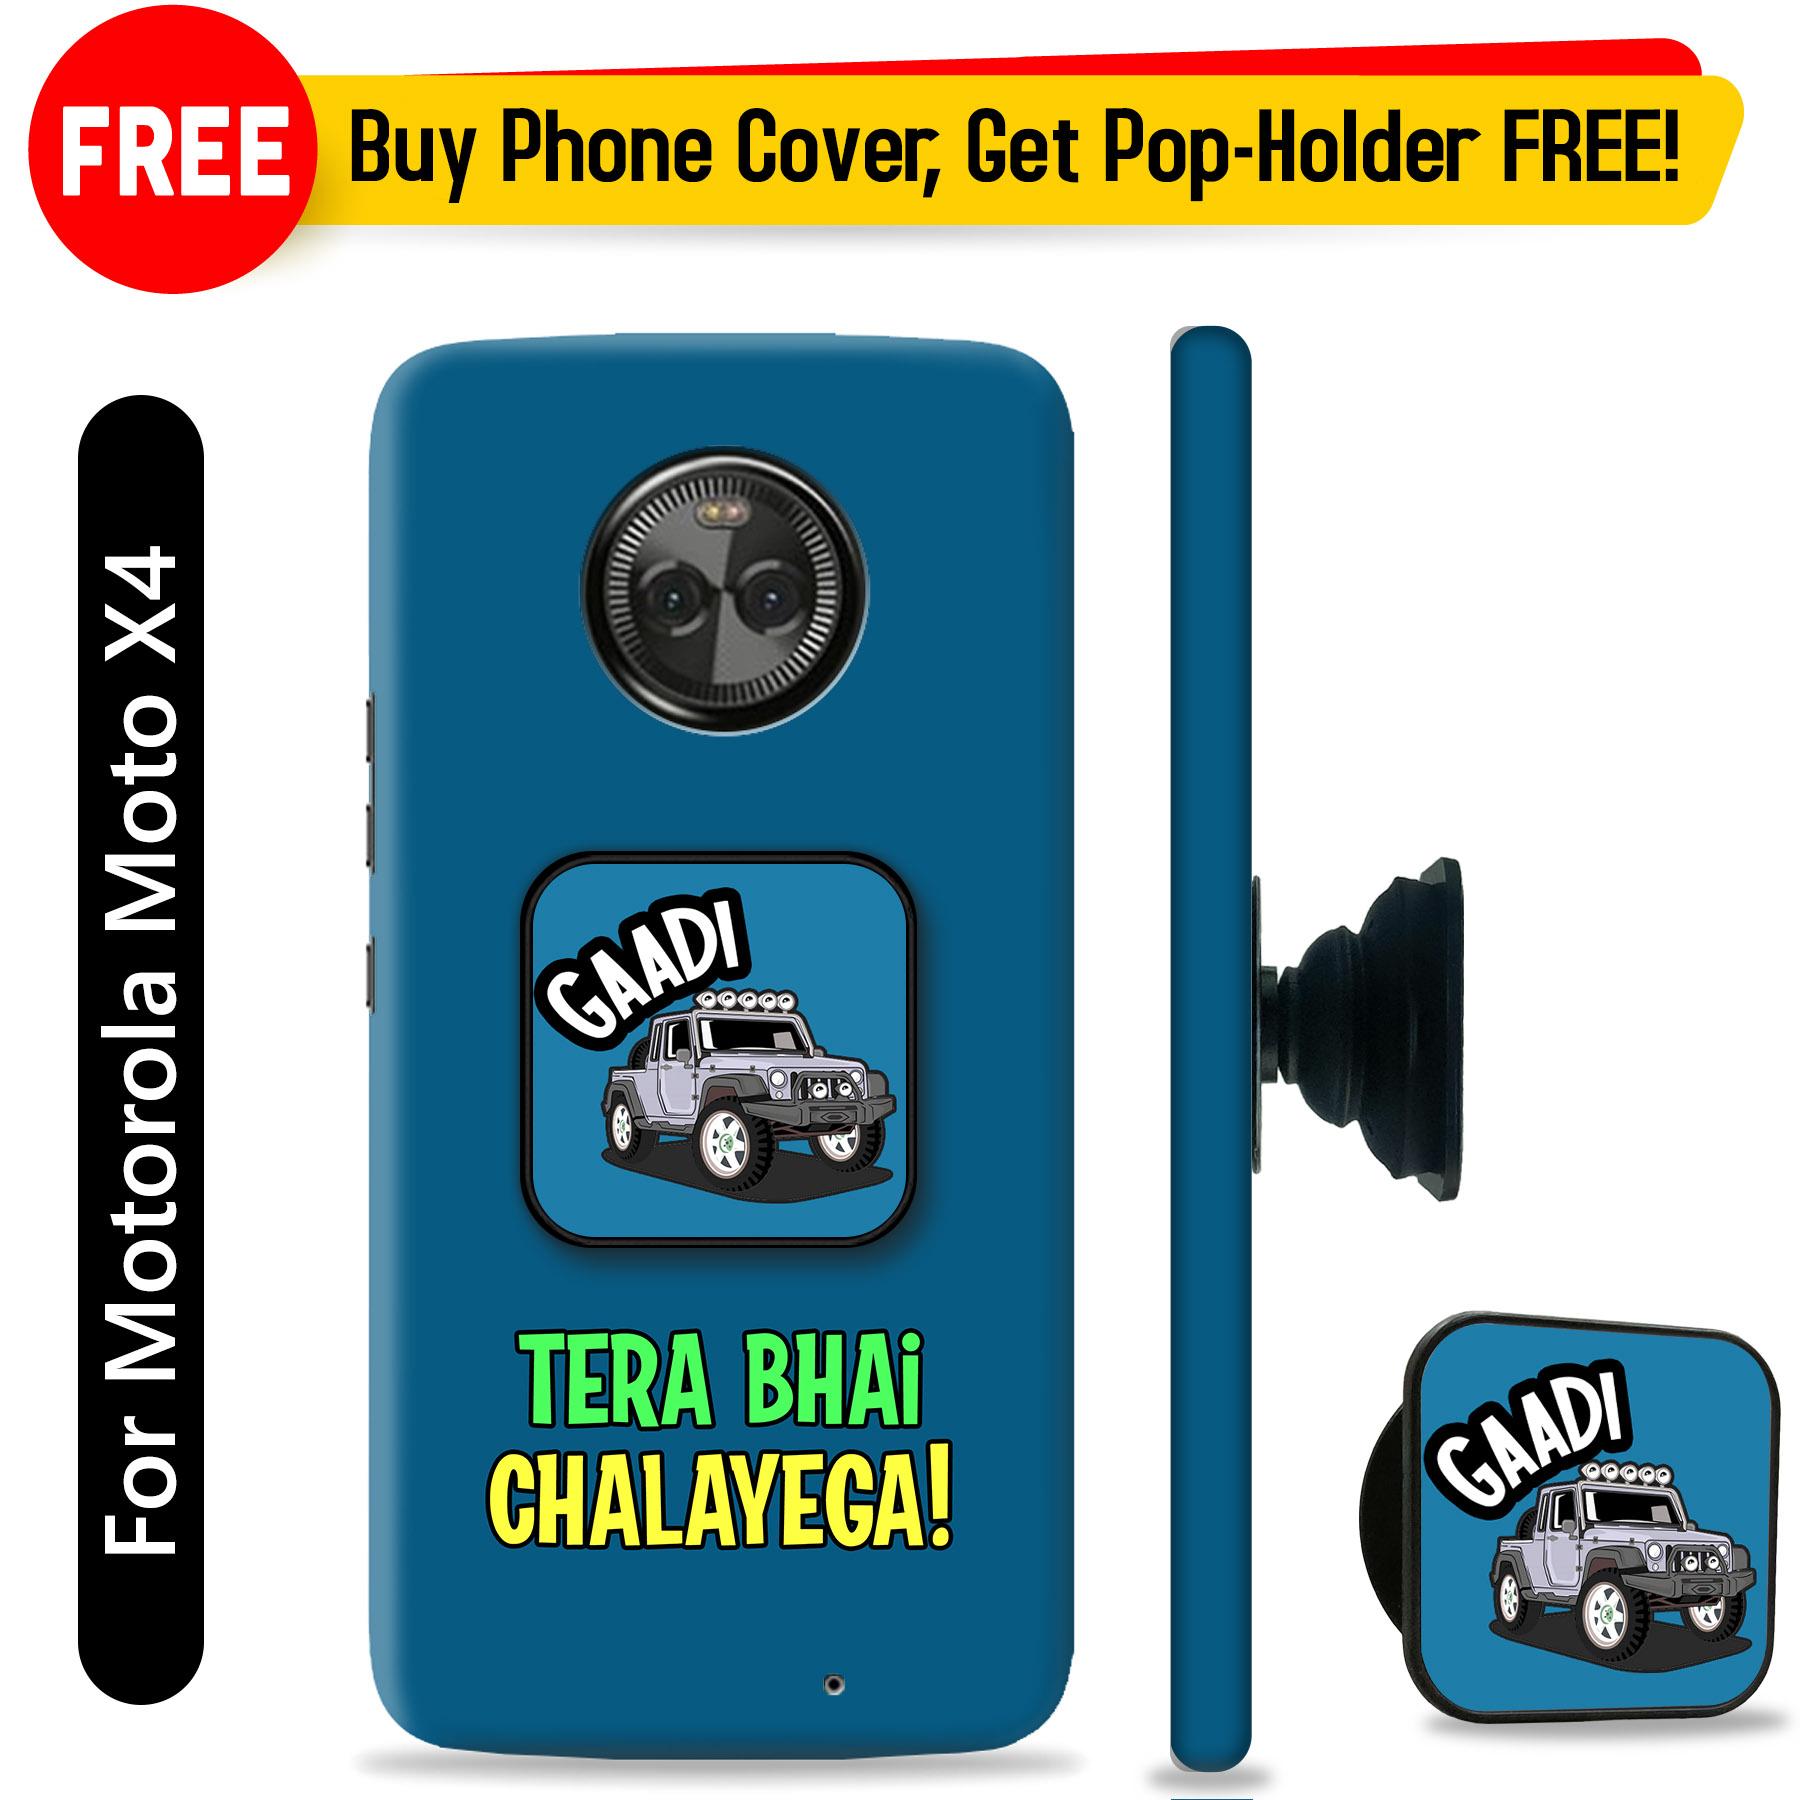 FREE
Buy Phone Cover, Get Pop-Holder FREE!
For Motorola Moto X4
GAADI
TERA BHAi
CHALAYEGA!
GAADI